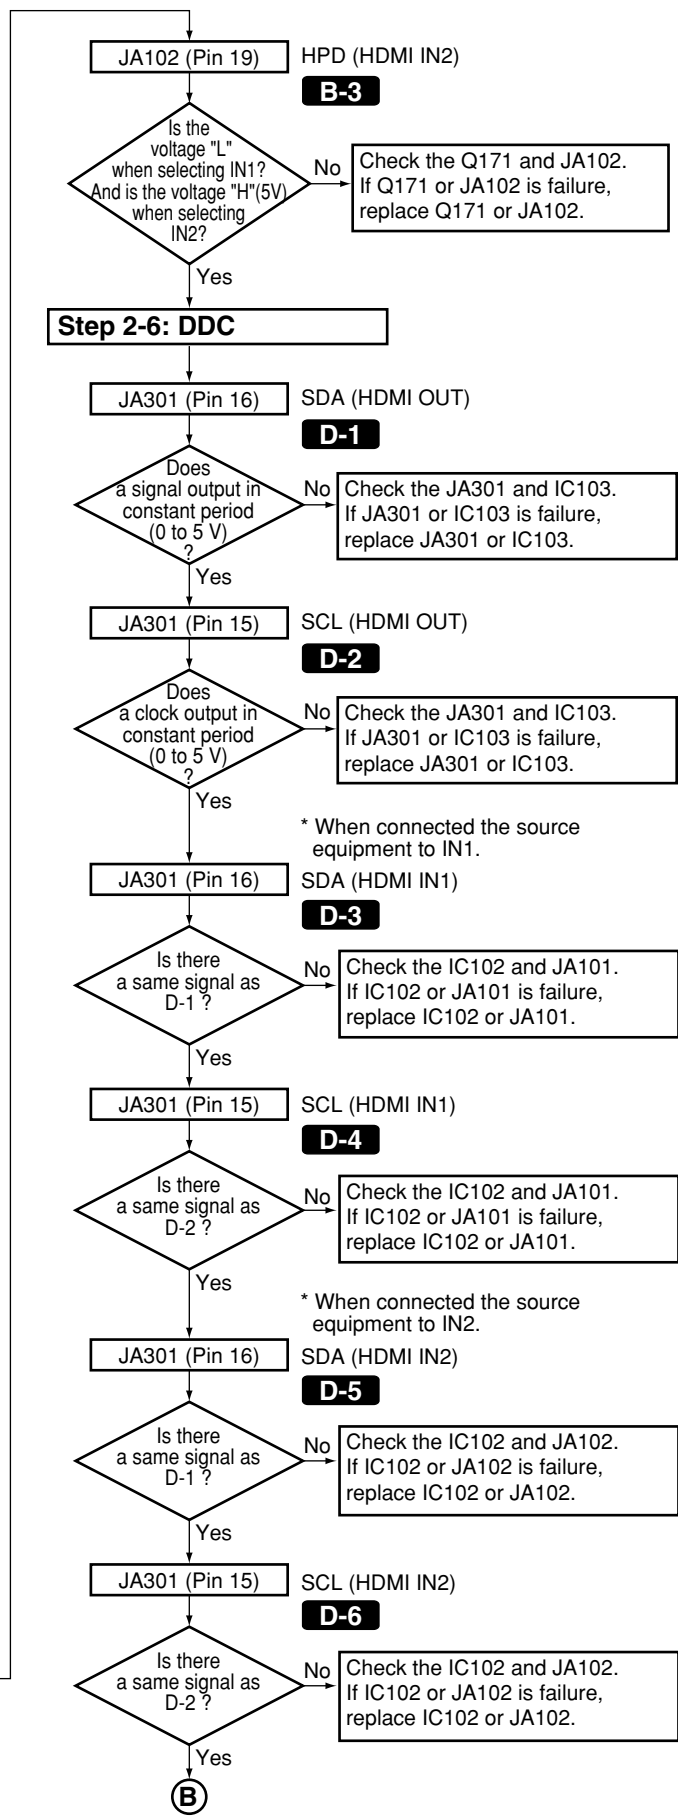 JA102 (Pin 19)
HPD (HDMI IN2)
B-3
Is the
voltage "L"
when selecting IN1?
And is the voltage "H"(5V)
when selecting
IN2?
No
Check the Q171 and JA102.
If Q171 or JA102 is failure,
replace Q171 or JA102.
Yes
Step 2-6: DDC
JA301 (Pin 16)
SDA (HDMI OUT)
D-1
Does
a signal output in
constant period
(0 to 5 V)
?
No
Check the JA301 and IC103.
If JA301 or IC103 is failure,
replace JA301 or IC103.
Yes
JA301 (Pin 15)
SCL (HDMI OUT)
D-2
Does
a clock output in
constant period
(0 to 5 V)
?
No
Check the JA301 and IC103.
If JA301 or IC103 is failure,
replace JA301 or IC103.
Yes
* When connected the source
equipment to IN1.
JA301 (Pin 16)
SDA (HDMI IN1)
D-3
Is there
a same signal as
D-1 ?
No
Check the IC102 and JA101.
If IC102 or JA101 is failure,
replace IC102 or JA101.
Yes
JA301 (Pin 15)
SCL (HDMI IN1)
D-4
Is there
a same signal as
D-2 ?
No
Check the IC102 and JA101.
If IC102 or JA101 is failure,
replace IC102 or JA101.
Yes
* When connected the source
equipment to IN2.
JA301 (Pin 16)
SDA (HDMI IN2)
D-5
Is there
a same signal as
D-1 ?
No
Check the IC102 and JA102.
If IC102 or JA102 is failure,
replace IC102 or JA102.
Yes
JA301 (Pin 15)
SCL (HDMI IN2)
D-6
Is there
a same signal as
D-2 ?
No
Check the IC102 and JA102.
If IC102 or JA102 is failure,
replace IC102 or JA102.
Yes
B